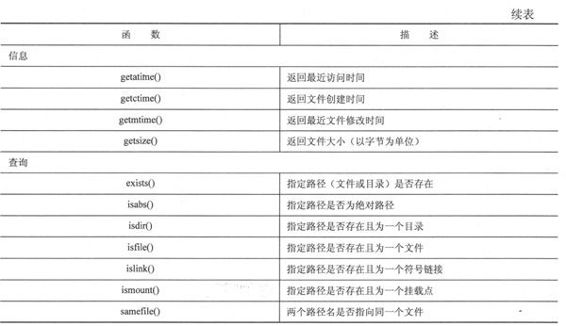 续表
函 数 描 述
信息
getatime() 返回最近访问时间
getctime() 返回文件创建时间
getmtime() 返回最近文件修改时间
getsize() 返回文件大小（以字节为单位）
查询
exists() 指定路径（文件或目录）是否存在
isabs() 指定路径是否为绝对路径
isdir() 指定路径是否存在且为一个目录
isfile() 指定路径是否存在且为一个文件
islink() 指定路径是否存在且为一个符号链接
ismount() 指定路径是否存在且为一个挂载点
samefile() 两个路径名是否指向同一个文件